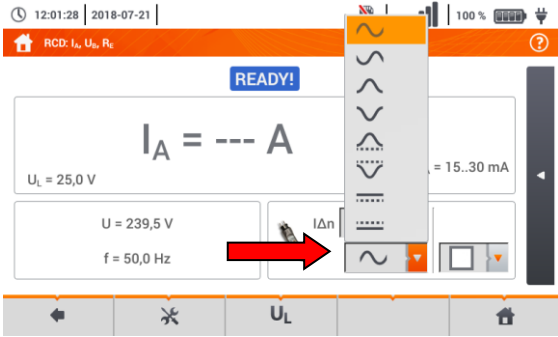 12:01:28 2018-07-21 100 %
RCD: IA, UB, RE
READY!
IA = --- A
UL = 25,0 V
= 15..30 mA
U = 239,5 V
f = 50,0 Hz
IΔn
UL